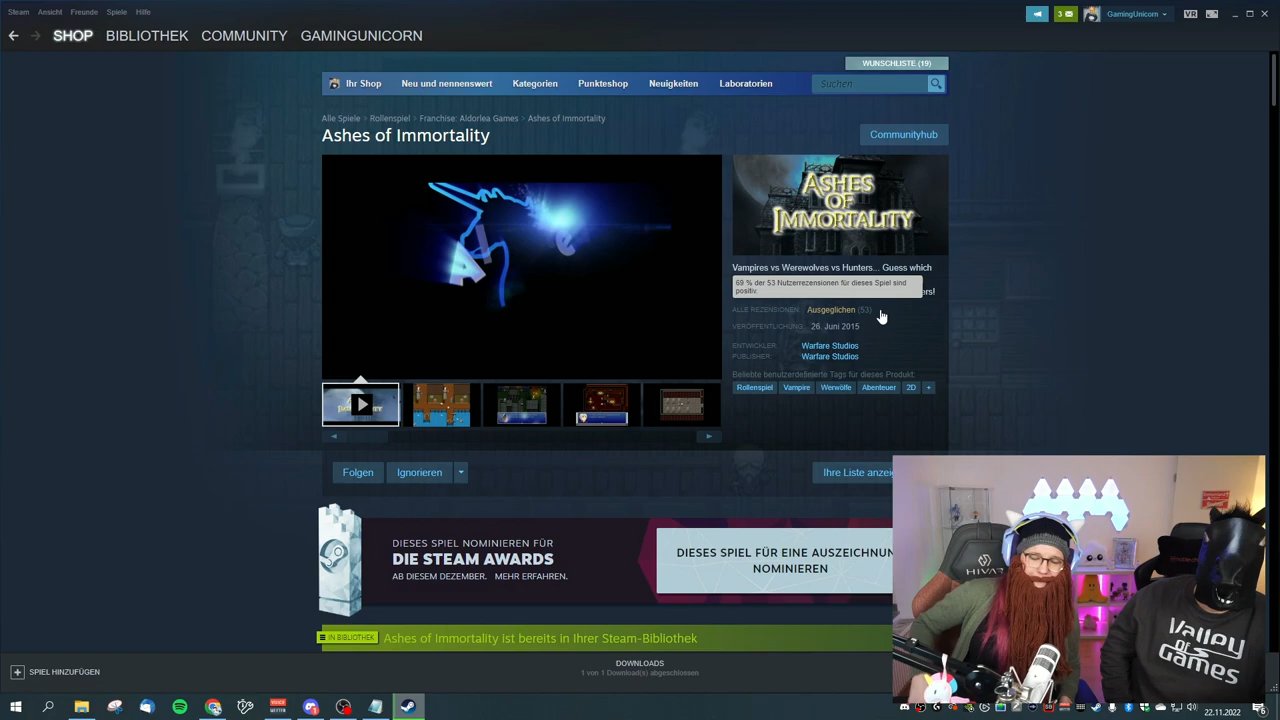 Steam Ansicht Freunde Spiele Hilfe
3 GamingUnicorn VR
SHOP BIBLIOTHEK COMMUNITY GAMINGUNICORN
WUNSCHLISTE (19)
Ihr Shop Neu und nennenswert Kategorien Punkteshop Neuigkeiten Laboratorien Suchen
Alle Spiele > Rollenspiel > Franchise: Aldorlea Games > Ashes of Immortality
Ashes of Immortality
Communityhub
ASHES
OF
IMMORTALITY
Vampires vs Werewolves vs Hunters... Guess which
69 % der 53 Nutzerrezensionen für dieses Spiel sind
positiv.
ers!
ALLE REZENSIONEN: Ausgeglichen (53)
VERÖFFENTLICHUNG: 26. Juni 2015
ENTWICKLER: Warfare Studios
PUBLISHER: Warfare Studios
Beliebte benutzerdefinierte Tags für dieses Produkt:
Rollenspiel Vampire Werwölfe Abenteuer 2D +
Folgen Ignorieren
Ihre Liste anzeig
DIESES SPIEL NOMINIEREN FÜR
DIE STEAM AWARDS
AB DIESEM DEZEMBER. MEHR ERFAHREN.
DIESES SPIEL FÜR EINE AUSZEICHNUN
NOMINIEREN
IN BIBLIOTHEK Ashes of Immortality ist bereits in Ihrer Steam-Bibliothek
SPIEL HINZUFÜGEN
DOWNLOADS
1 von 1 Download(s) abgeschlossen
Valley
OF
Games
22.11.2022